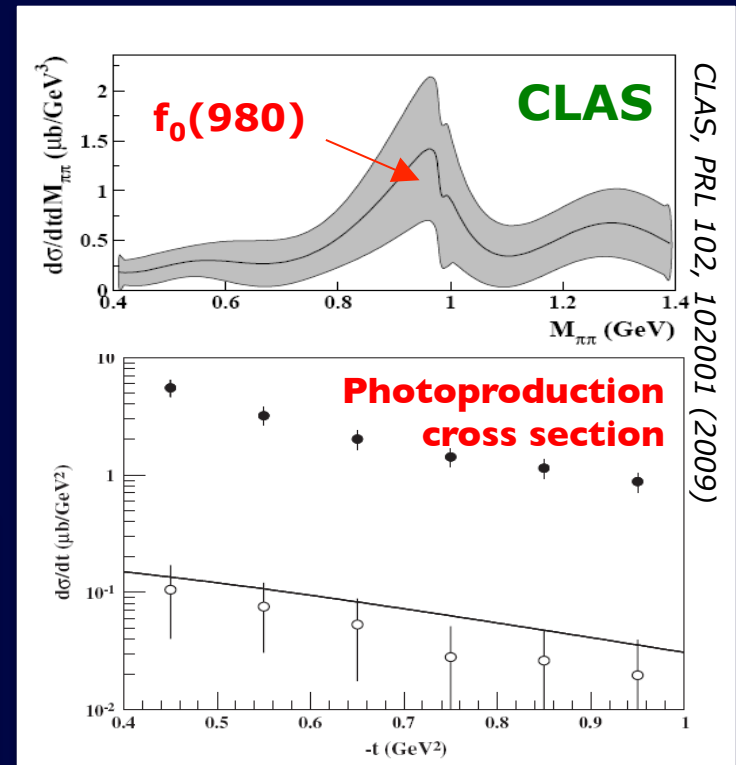 f₀(980)
CLAS
dσ/dtdM_ππ (μb/GeV³)
2
1.5
1
0.5
0
0.4 0.6 0.8 1 1.2 1.4
M_ππ (GeV)
CLAS, PRL 102, 102001 (2009)
Photoproduction
cross section
dσ/dt (μb/GeV²)
10
1
10⁻¹
10⁻²
0.4 0.5 0.6 0.7 0.8 0.9 1
-t (GeV²)